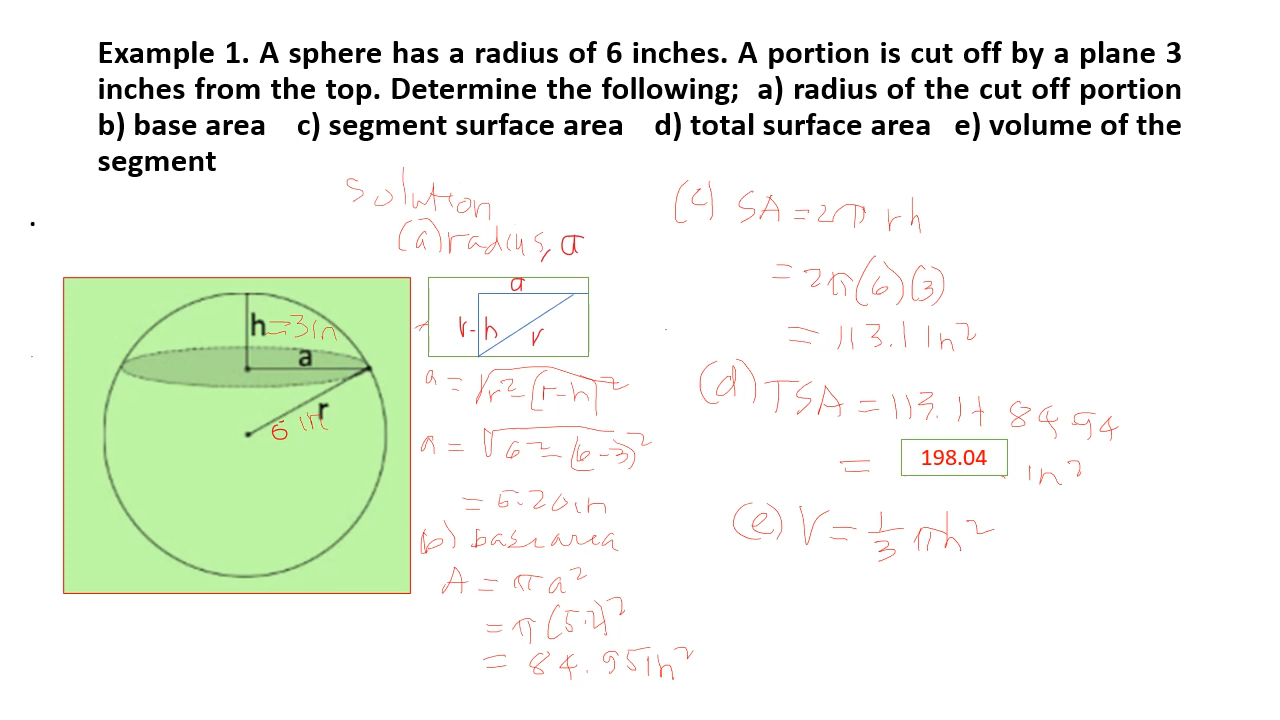 Example 1. A sphere has a radius of 6 inches. A portion is cut off by a plane 3
inches from the top. Determine the following; a) radius of the cut off portion
b) base area c) segment surface area d) total surface area e) volume of the
segment
.
Solution
(a) radius, a
h = 3in
a
r
6 in
a
r-h
r
a = √r²-(r-h)²
a = √6²-(6-3)²
= 5.20in
(b) base area
A = πa²
= π(5.2)²
= 84.95in²
(c) SA = 2π rh
= 2π(6)(3)
= 113.1 in²
(d) TSA = 113.1+ 84.94
= 198.04 in²
(e) V = 1/3 πh²